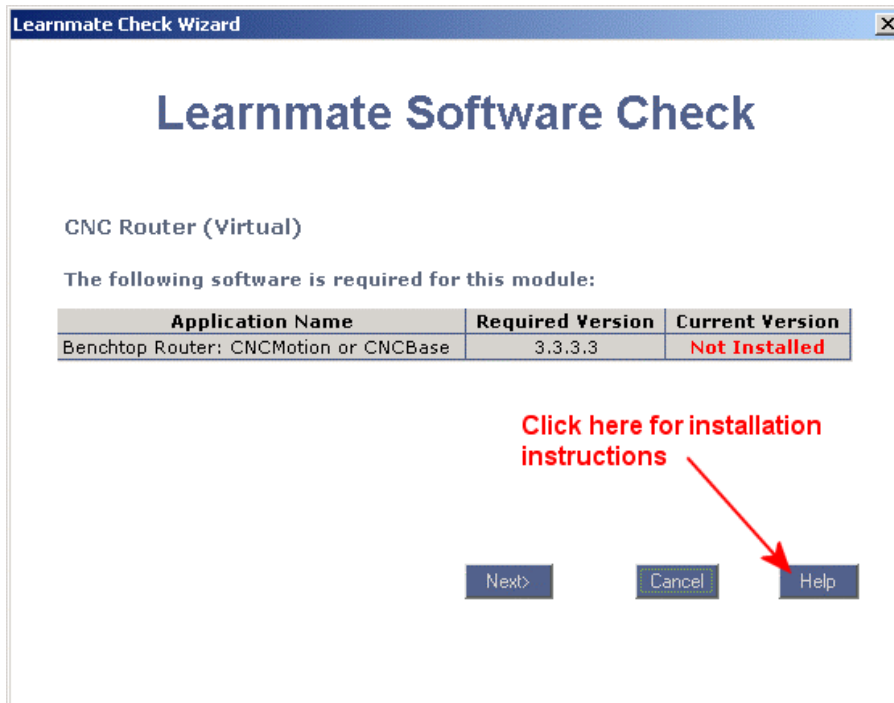 Learnmate Check Wizard
Learnmate Software Check
CNC Router (Virtual)
The following software is required for this module:
Application Name Required Version Current Version
Benchtop Router: CNCMotion or CNCBase 3.3.3.3 Not Installed
Click here for installation
instructions
Next> Cancel Help